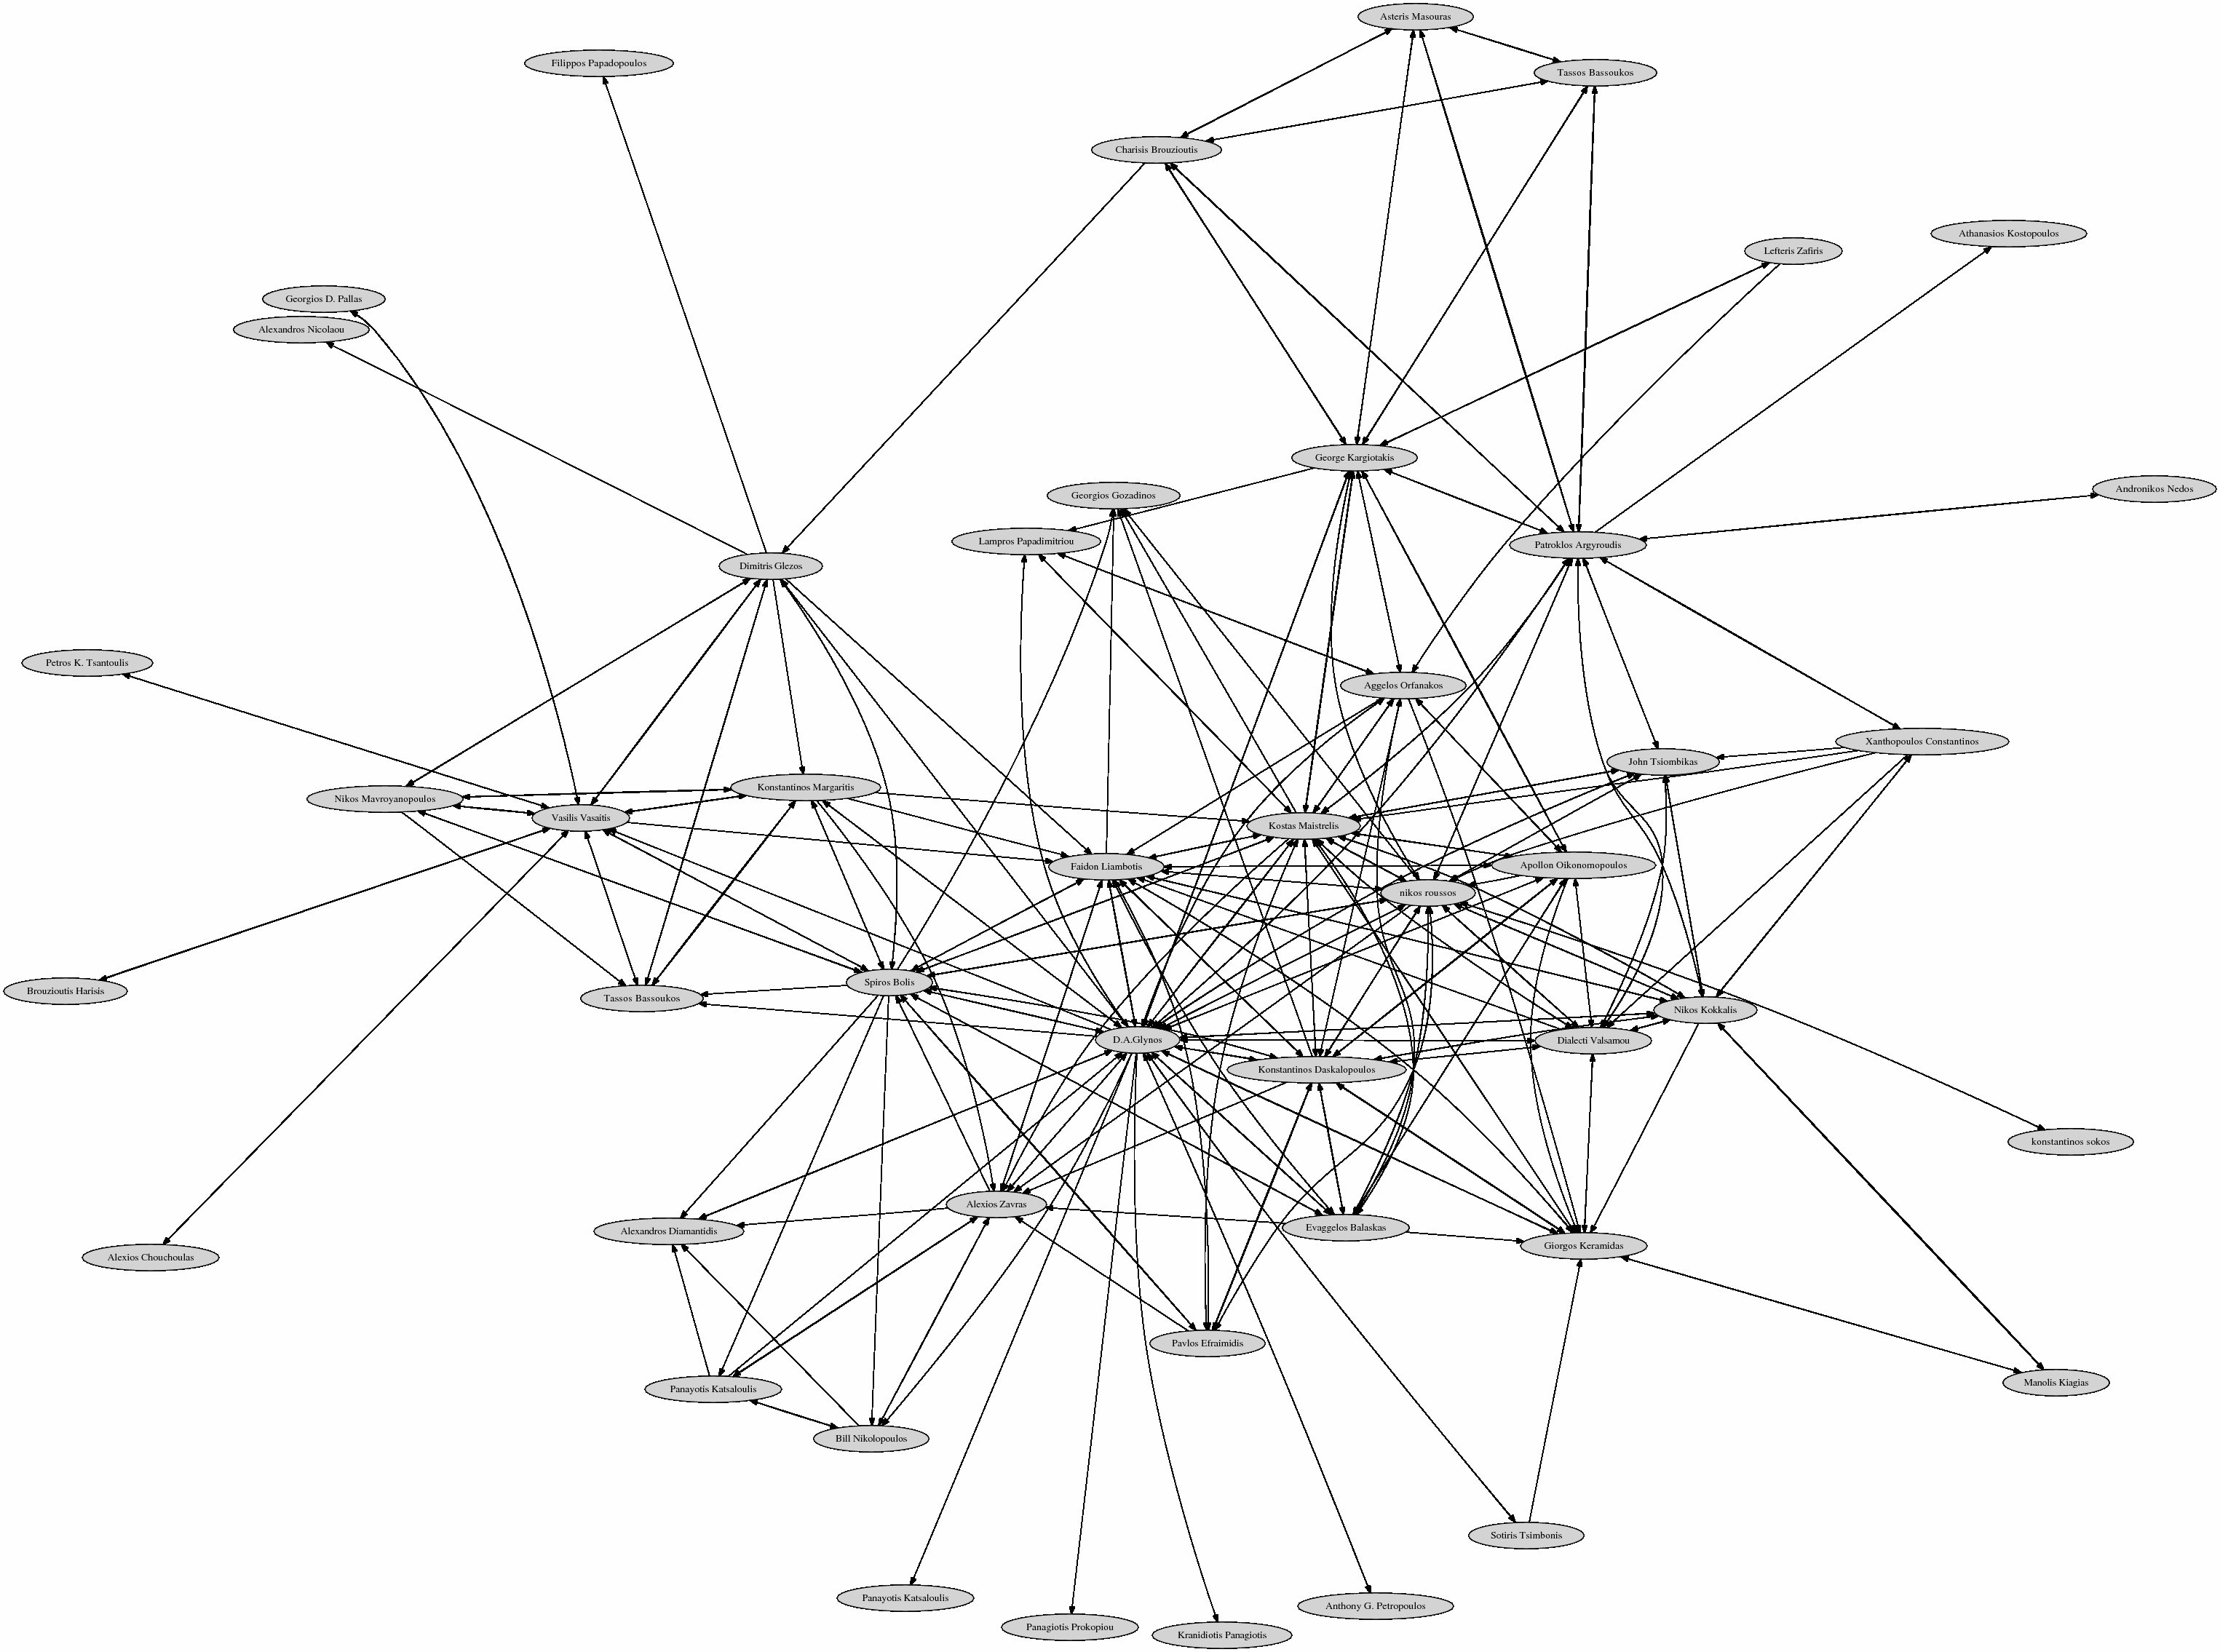 Asteris Masouras
Filippos Papadopoulos
Tassos Bassoukos
Charisis Brouzioutis
Athanasios Kostopoulos
Lefteris Zafiris
Georgios D. Pallas
Alexandros Nicolaou
George Kargiotakis
Georgios Gozadinos
Andronikos Nedos
Lampros Papadimitriou
Patroklos Argyroudis
Dimitris Glezos
Petros K. Tsantoulis
Aggelos Orfanakos
Xanthopoulos Constantinos
John Tsiombikas
Konstantinos Margaritis
Nikos Mavroyanopoulos
Vasilis Vasaitis
Kostas Maistrelis
Faidon Liambotis
Apollon Oikonomopoulos
nikos roussos
Spiros Bolis
Brouzioutis Harisis
Tassos Bassoukos
Nikos Kokkalis
D.A.Glynos
Dialecti Valsamou
Konstantinos Daskalopoulos
konstantinos sokos
Alexios Zavras
Alexandros Diamantidis
Evaggelos Balaskas
Giorgos Keramidas
Alexios Chouchoulas
Pavlos Efraimidis
Manolis Kiagias
Panayotis Katsaloulis
Bill Nikolopoulos
Sotiris Tsimbonis
Panayotis Katsaloulis
Anthony G. Petropoulos
Panagiotis Prokopiou
Kranidiotis Panagiotis